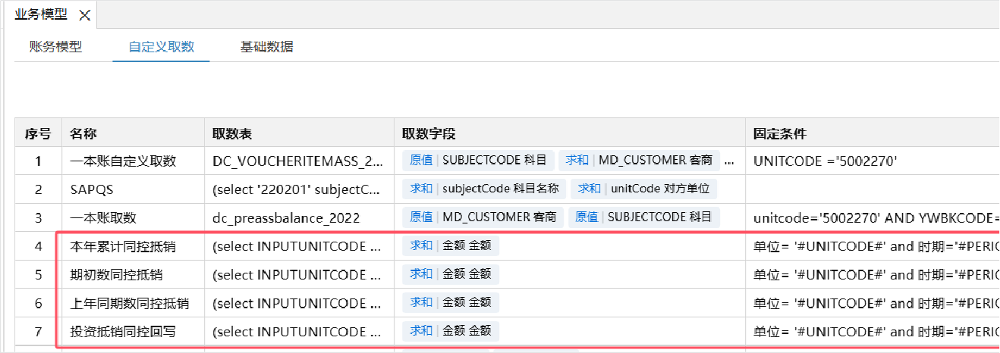 业务模型
账务模型 自定义取数 基础数据
序号 名称 取数表 取数字段 固定条件
1 一本账自定义取数 DC_VOUCHERITEMASS_2... 原值 | SUBJECTCODE 科目 求和 | MD_CUSTOMER 客商 ... UNITCODE ='5002270'
2 SAPQS (select '220201' subjectC... 求和 | subjectCode 科目名称 求和 | unitCode 对方单位
3 一本账取数 dc_preassbalance_2022 原值 | MD_CUSTOMER 客商 原值 | SUBJECTCODE 科目 unitcode='5002270' AND YWBKCODE=
4 本年累计同控抵销 (select INPUTUNITCODE ... 求和 | 金额 金额 单位= '#UNITCODE#' and 时期='#PERIO
5 期初数同控抵销 (select INPUTUNITCODE ... 求和 | 金额 金额 单位= '#UNITCODE#' and 时期='#PERIO
6 上年同期数同控抵销 (select INPUTUNITCODE ... 求和 | 金额 金额 单位= '#UNITCODE#' and 时期='#PERIO
7 投资抵销同控回写 (select INPUTUNITCODE ... 求和 | 金额 金额 单位= '#UNITCODE#' and 时期='#PERIO